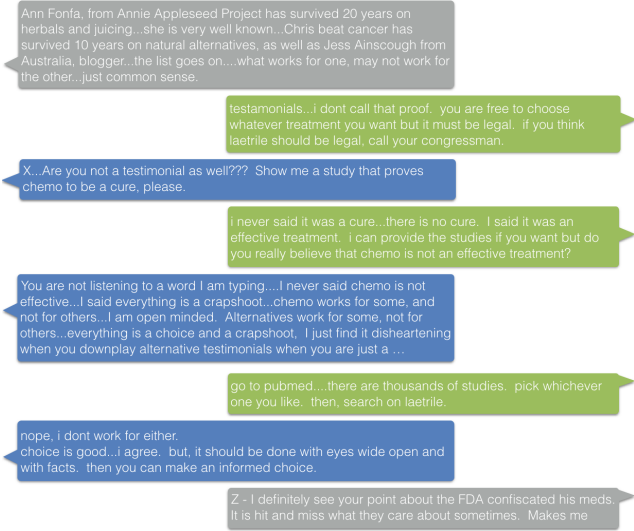 Ann Fonfa, from Annie Appleseed Project has survived 20 years on
herbals and juicing...she is very well known...Chris beat cancer has
survived 10 years on natural alternatives, as well as Jess Ainscough from
Australia, blogger...the list goes on....what works for one, may not work for
the other...just common sense.
testamonials...i dont call that proof.  you are free to choose
whatever treatment you want but it must be legal.  if you think
laetrile should be legal, call your congressman.
X...Are you not a testimonial as well???  Show me a study that proves
chemo to be a cure, please.
i never said it was a cure...there is no cure.  I said it was an
effective treatment.  i can provide the studies if you want but do
you really believe that chemo is not an effective treatment?
You are not listening to a word I am typing....I never said chemo is not
effective...I said everything is a crapshoot...chemo works for some, and
not for others...I am open minded.  Alternatives work for some, not for
others...everything is a choice and a crapshoot,  I just find it disheartening
when you downplay alternative testimonials when you are just a …
go to pubmed....there are thousands of studies.  pick whichever
one you like.  then, search on laetrile.
nope, i dont work for either.
choice is good...i agree.  but, it should be done with eyes wide open and
with facts.  then you can make an informed choice.
Z - I definitely see your point about the FDA confiscated his meds.
It is hit and miss what they care about sometimes.  Makes me